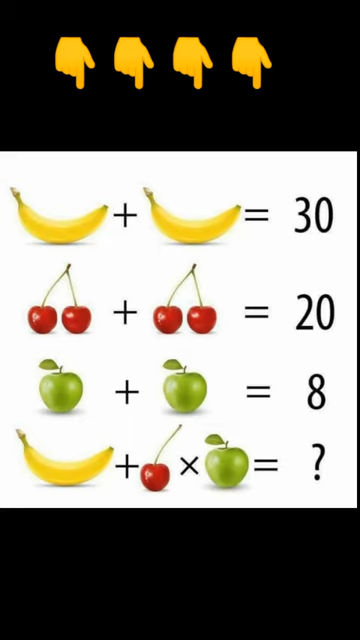 + = 30
+ = 20
+ = 8
+ × = ?